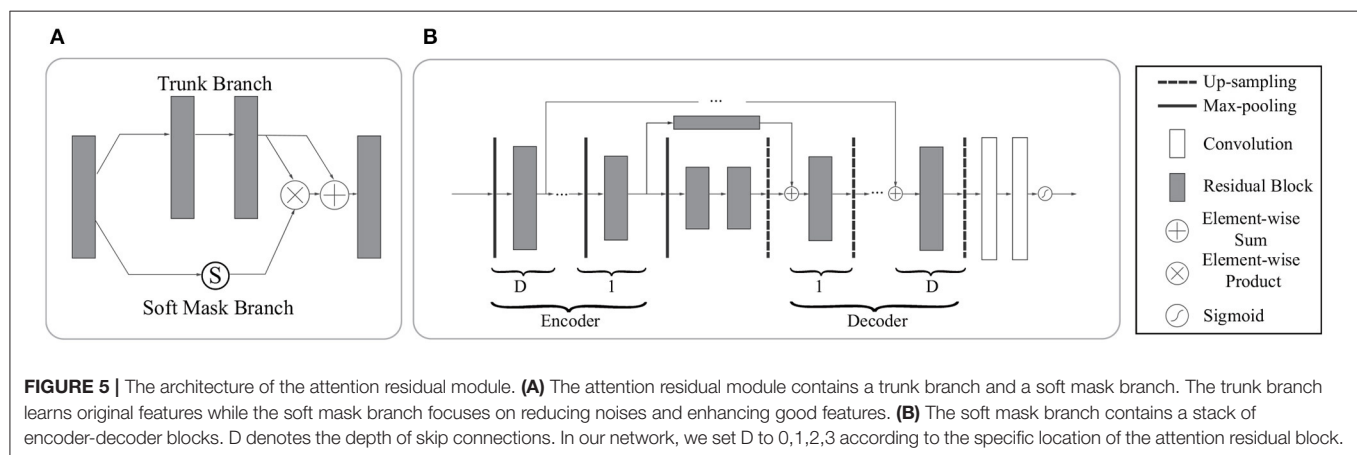 A
B
Trunk Branch
S
Soft Mask Branch
...
... ...
D 1 1 D
Encoder Decoder
Up-sampling
Max-pooling
Convolution
Residual Block
Element-wise
Sum
Element-wise
Product
Sigmoid
FIGURE 5 | The architecture of the attention residual module. (A) The attention residual module contains a trunk branch and a soft mask branch. The trunk branch
learns original features while the soft mask branch focuses on reducing noises and enhancing good features. (B) The soft mask branch contains a stack of
encoder-decoder blocks. D denotes the depth of skip connections. In our network, we set D to 0,1,2,3 according to the specific location of the attention residual block.